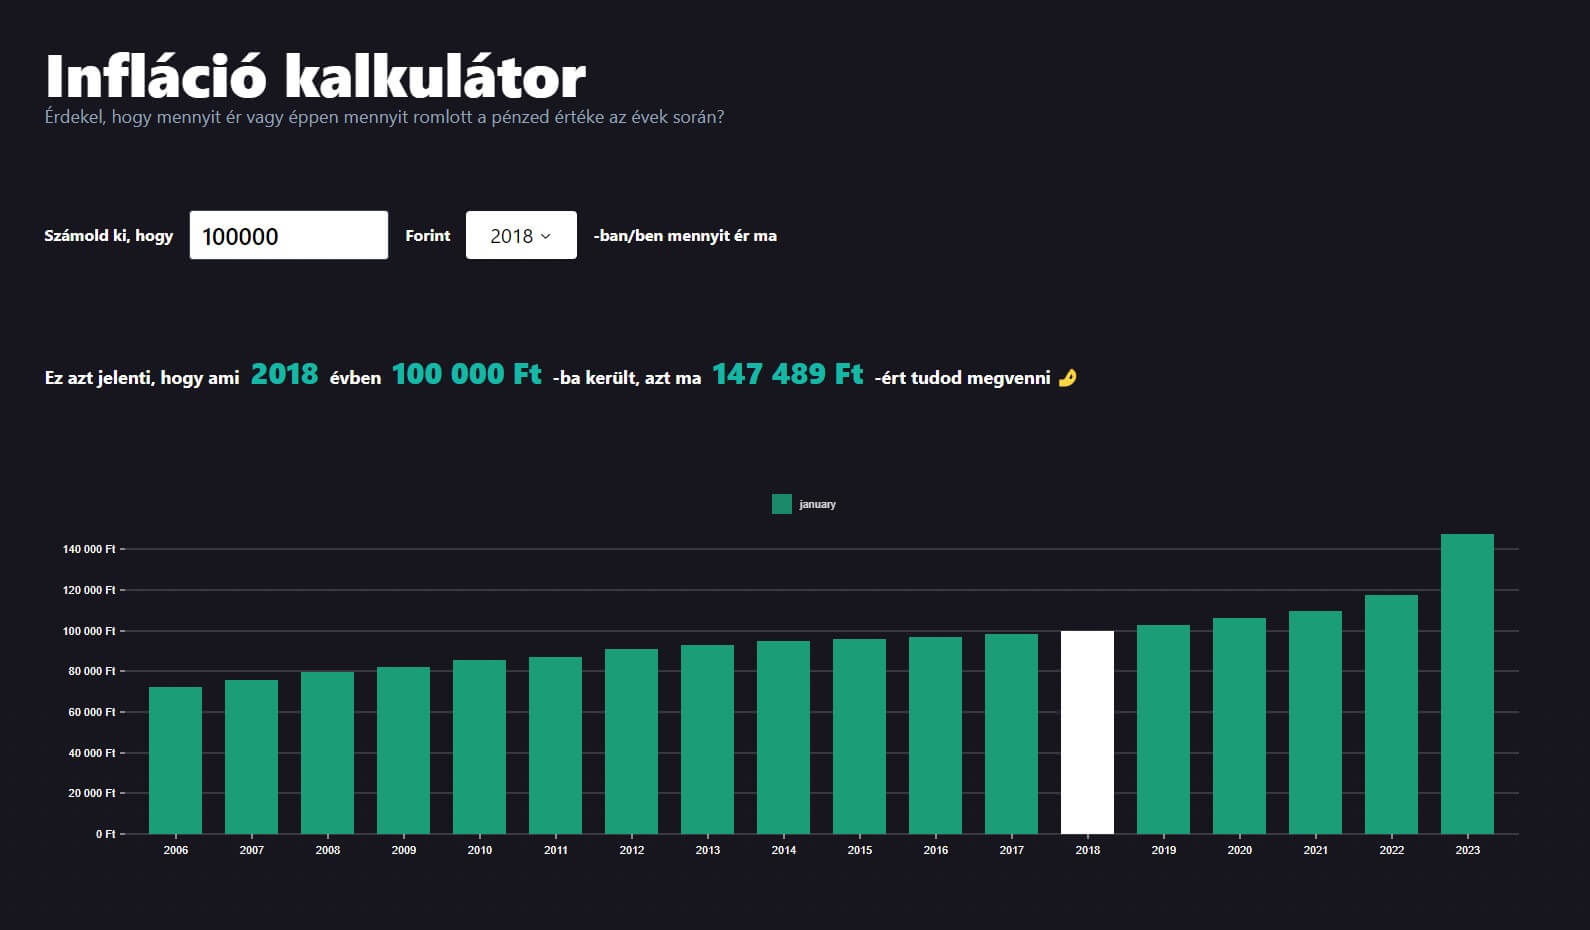 Infláció kalkulátor
Érdekel, hogy mennyit ér vagy éppen mennyit romlott a pénzed értéke az évek során?
Számold ki, hogy 100000 Forint 2018 -ban/ben mennyit ér ma
Ez azt jelenti, hogy ami 2018 évben 100 000 Ft -ba került, azt ma 147 489 Ft -ért tudod megvenni 🤌
january
140 000 Ft
120 000 Ft
100 000 Ft
80 000 Ft
60 000 Ft
40 000 Ft
20 000 Ft
0 Ft
2006 2007 2008 2009 2010 2011 2012 2013 2014 2015 2016 2017 2018 2019 2020 2021 2022 2023